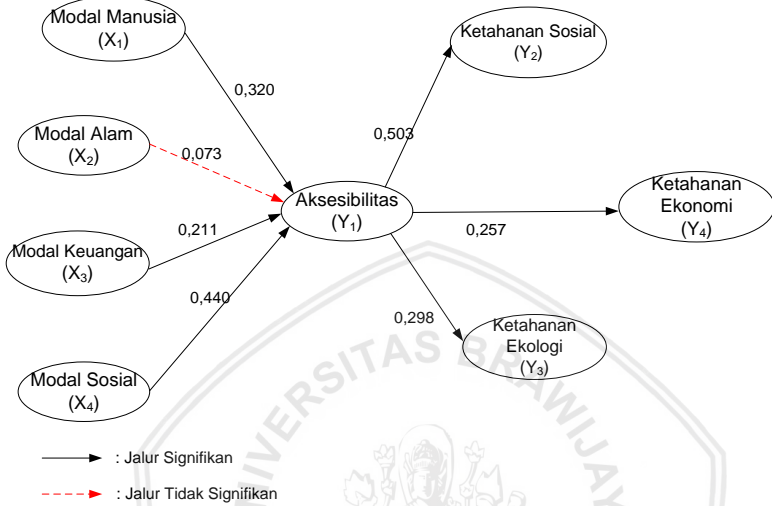 Modal Manusia
(X₁)
Ketahanan Sosial
(Y₂)
0,320
0,503
Modal Alam
(X₂)
0,073
Aksesibilitas
(Y₁)
Ketahanan
Ekonomi
(Y₄)
0,257
Modal Keuangan
(X₃)
0,211
0,440
0,298
Ketahanan
Ekologi
(Y₃)
Modal Sosial
(X₄)
: Jalur Signifikan
: Jalur Tidak Signifikan
UNIVERSITAS BRAWIJAYA